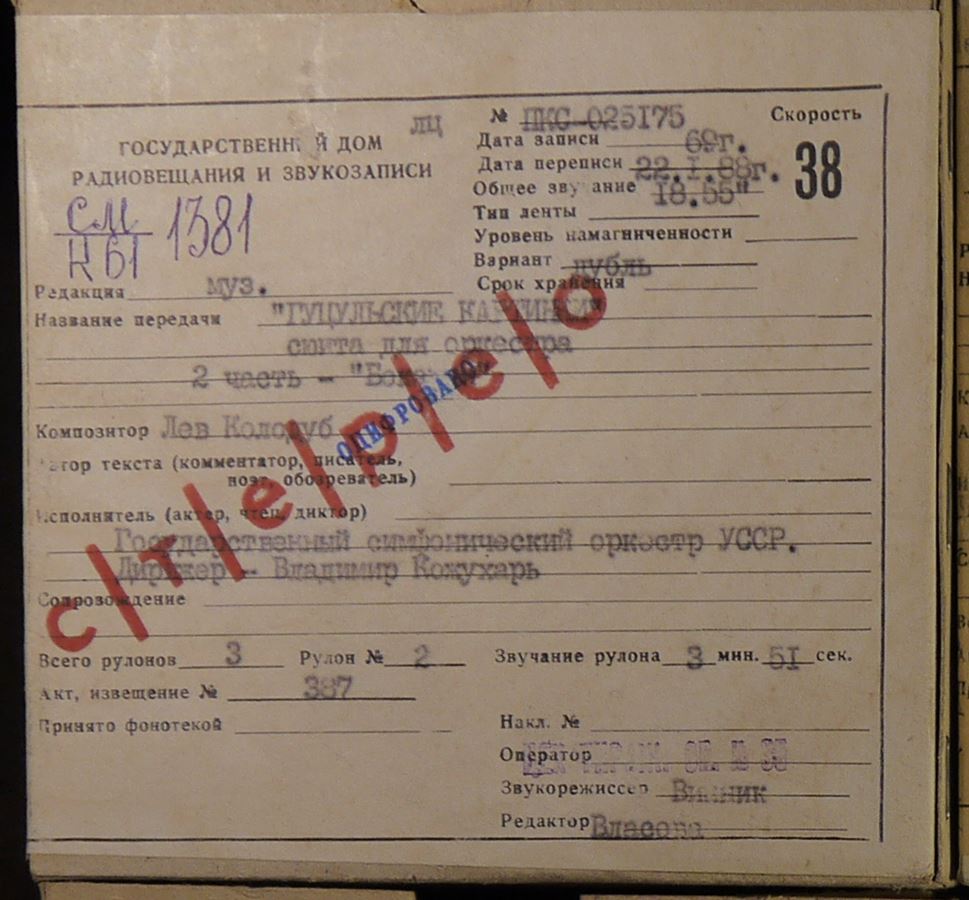 ГОСУДАРСТВЕННЫЙ ДОМ
РАДИОВЕЩАНИЯ И ЗВУКОЗАПИСИ
лц
№ ПКС-025175
Скорость
38
Дата записи 69г.
Дата переписи 22.I.88г.
Общее звучание 18.55"
Тип ленты
Уровень намагниченности
Вариант дубль
Срок хранения
СМ
К61
1381
Редакция муз.
Название передачи "ГУЦУЛЬСКИЕ КАРТИНКИ"
сюита для оркестра
2 часть -
с/т/е/р/е/о
ОЦИФРОВАНО
Композитор Лев Колодуб
Автор текста (комментатор, писатель,
поэт, обозреватель)
Исполнитель (актер, чтец, диктор)
Государственный симфонический оркестр УССР.
Дирижер - Владимир Кожухарь
Сопровождение
Всего рулонов 3 Рулон № 2 Звучание рулона 3 мин. 51 сек.
Акт, извещение № 387
Принято фонотекой
Накл. №
Оператор
Звукорежиссер Винник
Редактор Власова